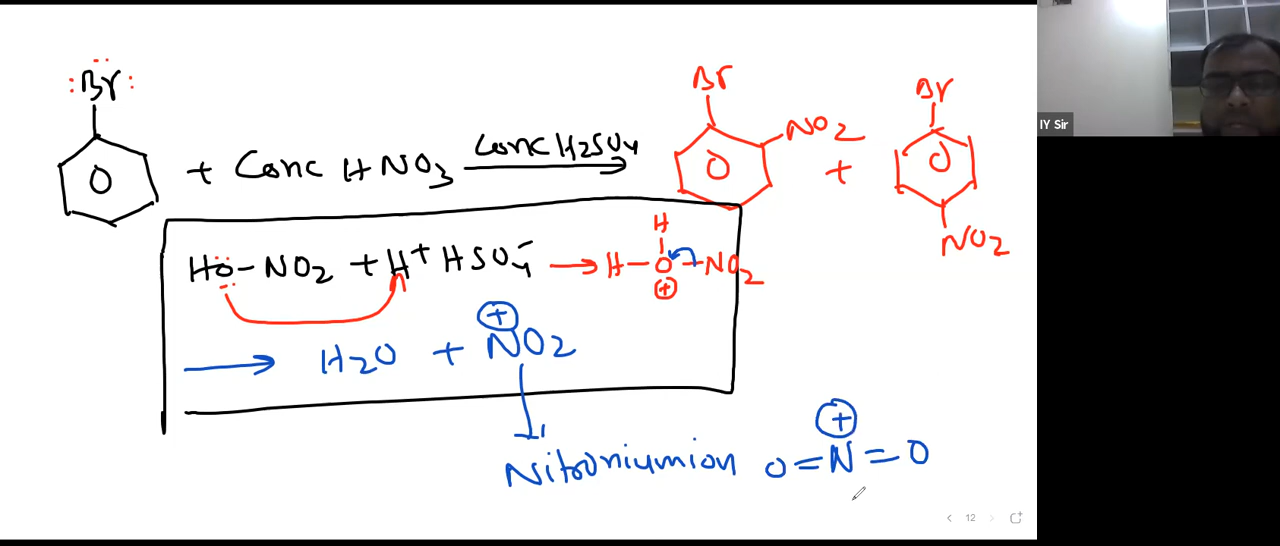 :Br: Br Br
O + Conc HNO3 Conc H2SO4 O NO2 + O NO2
HO-NO2 + H+ HSO4- → H-O-NO2 H ⊕
→ H2O + NO2 ⊕
Nitroniumion O=N=O ⊕
IY Sir
< 12 >